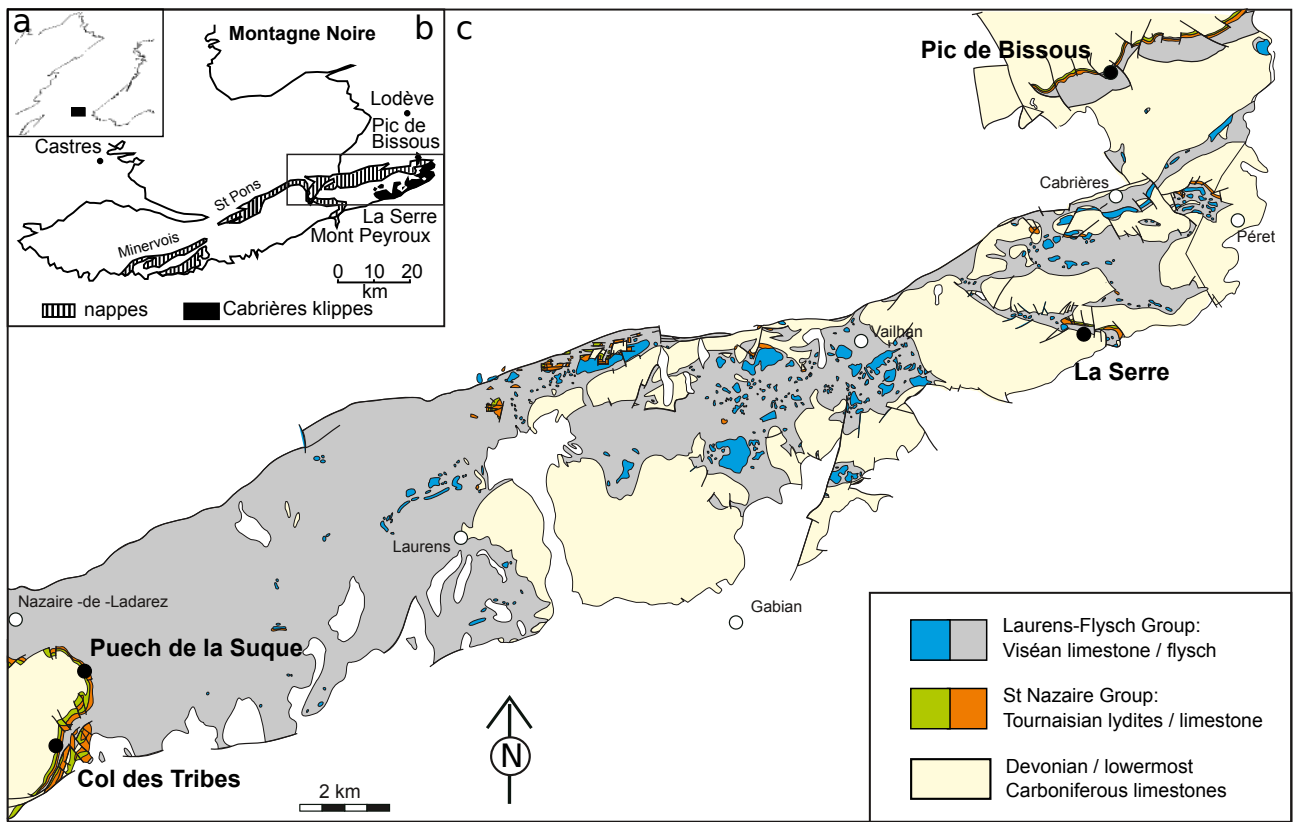 a
b
Montagne Noire
Lodève
Pic de
Bissous
Castres
St Pons
La Serre
Mont Peyroux
Minervois
0 10 20
km
nappes
Cabrières klippes
c
Pic de Bissous
Cabrières
Péret
Vailhan
La Serre
Laurens
Gabian
Nazaire -de -Ladarez
Puech de la Suque
Col des Tribes
2 km
N
Laurens-Flysch Group:
Viséan limestone / flysch
St Nazaire Group:
Tournaisian lydites / limestone
Devonian / lowermost
Carboniferous limestones